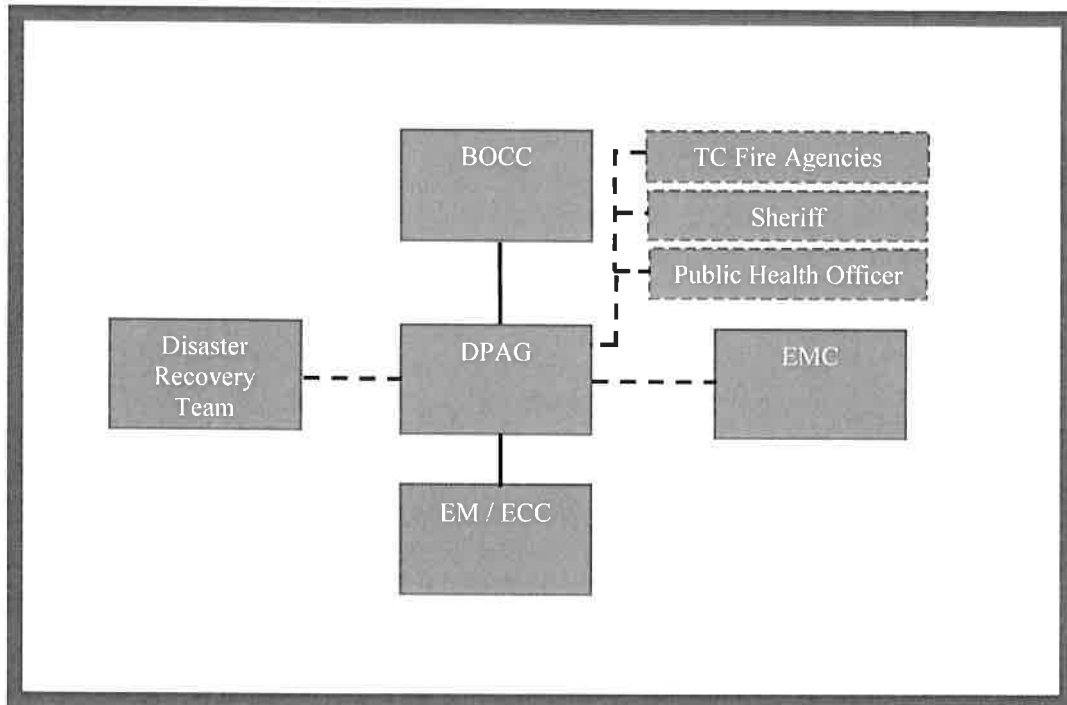 BOCC
TC Fire Agencies
Sheriff
Public Health Officer
Disaster
Recovery
Team
DPAG
EMC
EM / ECC